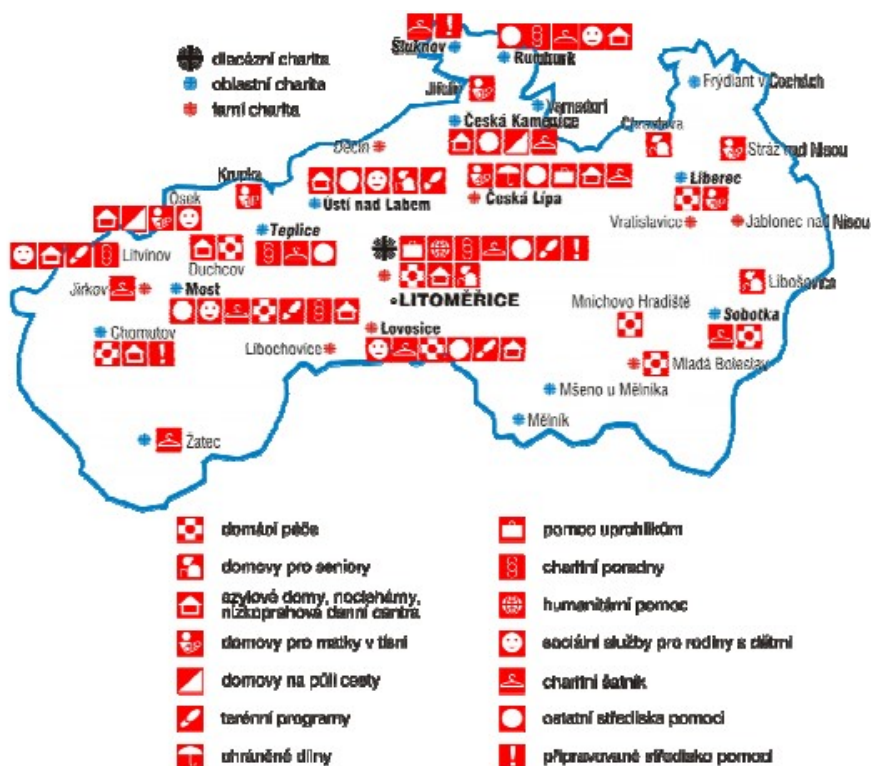 diecézní charita
oblastní charita
farní charita
Šluknov
Rumburk
Jiříkov
Varnsdorf
Frýdlant v Čechách
Česká Kamenice
Chrastava
Děčín
Stráž nad Nisou
Krupka
Liberec
Osek
Ústí nad Labem
Česká Lípa
Teplice
Vratislavice
Jablonec nad Nisou
Litvínov
Duchcov
Jirkov
Most
LITOMĚŘICE
Mnichovo Hradiště
Libošovice
Sobotka
Chomutov
Lovosice
Libochovice
Mladá Boleslav
Mšeno u Mělníka
Mělník
Žatec
domání péče
domovy pro seniory
azylové domy, noclehárny,
nízkoprahová denní centra
domovy pro matky v tísni
domovy na půli cesty
terénní programy
chráněné dílny
pomoc uprchlíkům
charitní poradny
humanitární pomoc
sociální služby pro rodiny s dětmi
charitní šatník
ostatní střediska pomoci
připravované středisko pomoci